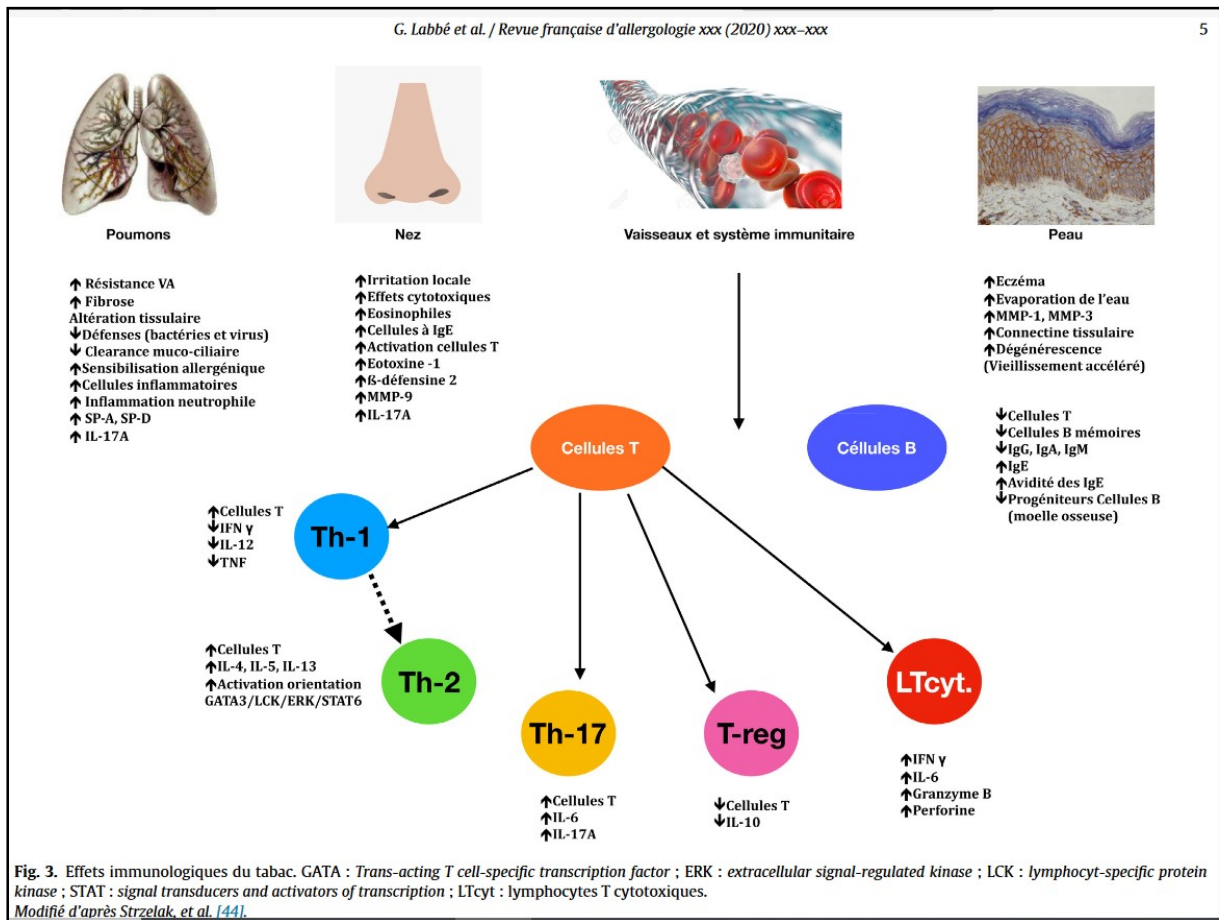 G. Labbé et al. / Revue française d'allergologie xxx (2020) xxx–xxx
5
Poumons
↑ Résistance VA
↑ Fibrose
Altération tissulaire
↓Défenses (bactéries et virus)
↓ Clearance muco-ciliaire
↑Sensibilisation allergénique
↑Cellules inflammatoires
↑ Inflammation neutrophile
↑ SP-A, SP-D
↑ IL-17A
Nez
↑Irritation locale
↑Effets cytotoxiques
↑Eosinophiles
↑Cellules à IgE
↑Activation cellules T
↑Eotoxine -1
↑ß-défensine 2
↑MMP-9
↑IL-17A
Vaisseaux et système immunitaire
Peau
↑Eczéma
↑Evaporation de l'eau
↑MMP-1, MMP-3
↑Connectine tissulaire
↑Dégénérescence
(Vieillissement accéléré)
Cellules T
Céllules B
↓Cellules T
↓Cellules B mémoires
↓IgG, IgA, IgM
↑IgE
↑Avidité des IgE
↓Progéniteurs Cellules B
(moelle osseuse)
↑Cellules T
↓IFN γ
↓IL-12
↓TNF
Th-1
↑Cellules T
↑IL-4, IL-5, IL-13
↑Activation orientation
GATA3/LCK/ERK/STAT6
Th-2
Th-17
↑Cellules T
↑IL-6
↑IL-17A
T-reg
↓Cellules T
↓IL-10
LTcyt.
↑IFN γ
↑IL-6
↑Granzyme B
↑Perforine
Fig. 3. Effets immunologiques du tabac. GATA : Trans-acting T cell-specific transcription factor ; ERK : extracellular signal-regulated kinase ; LCK : lymphocyt-specific protein
kinase ; STAT : signal transducers and activators of transcription ; LTcyt : lymphocytes T cytotoxiques.
Modifié d'après Strzelak, et al. [44].